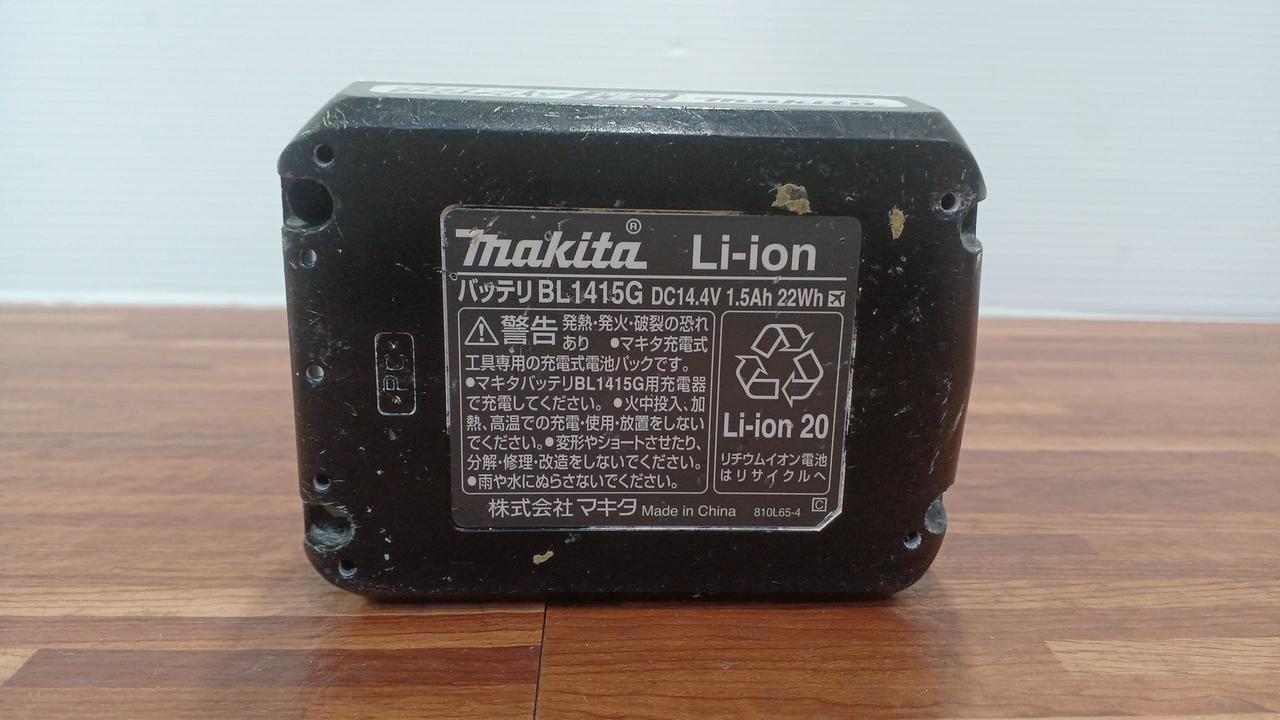 makita® Li-ion
バッテリ BL1415G DC14.4V 1.5Ah 22Wh
警告 発熱・発火・破裂の恐れ
あり ●マキタ充電式
工具専用の充電式電池パックです。
●マキタバッテリBL1415G用充電器
で充電してください。 ●火中投入、加
熱、高温での充電・使用・放置をしない
でください。●変形やショートさせたり、
分解・修理・改造をしないでください。
●雨や水にぬらさないでください。
Li-ion 20
リチウムイオン電池
はリサイクルへ
株式会社 マキタ Made in China 810L65-4 C